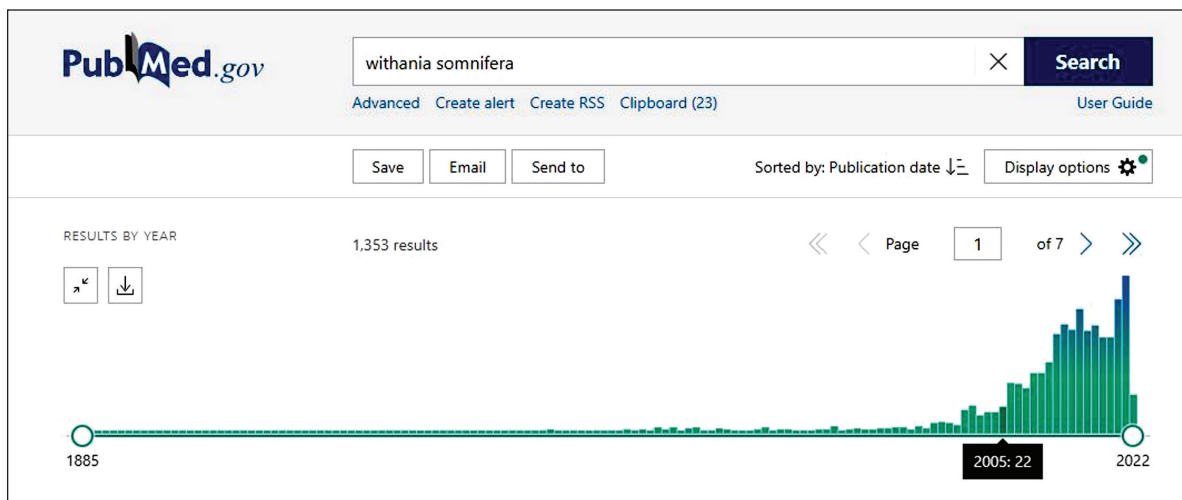 PubMed.gov
withania somnifera
Search
Advanced Create alert Create RSS Clipboard (23)
User Guide
Save Email Send to
Sorted by: Publication date
Display options
RESULTS BY YEAR
1,353 results
Page 1 of 7
2005: 22
1885
2022